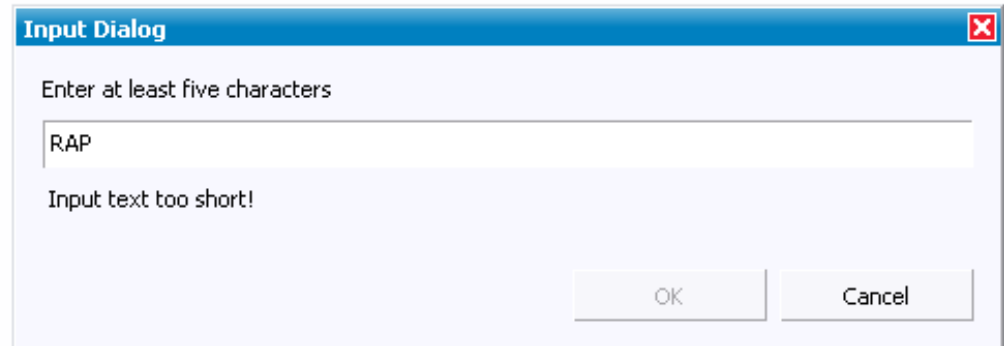 Input Dialog
Enter at least five characters
RAP
Input text too short!
OK Cancel